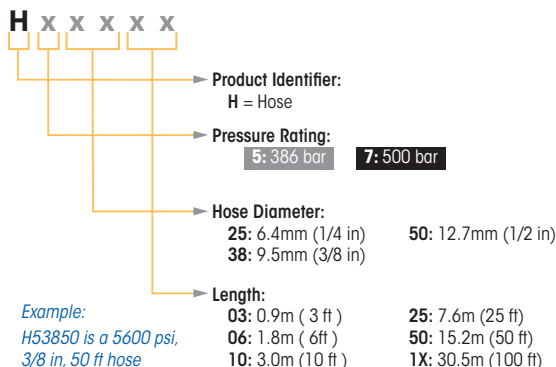 H x x x x x
Product Identifier:
H = Hose
Pressure Rating:
5: 386 bar 7: 500 bar
Hose Diameter:
25: 6.4mm (1/4 in) 50: 12.7mm (1/2 in)
38: 9.5mm (3/8 in)
Length:
03: 0.9m ( 3 ft ) 25: 7.6m (25 ft)
06: 1.8m ( 6ft ) 50: 15.2m (50 ft)
10: 3.0m (10 ft ) 1X: 30.5m (100 ft)
Example:
H53850 is a 5600 psi,
3/8 in, 50 ft hose